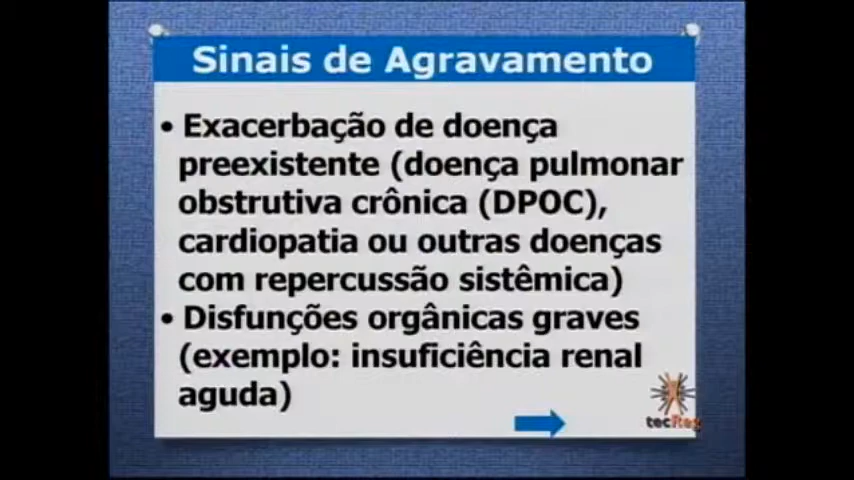 Sinais de Agravamento
• Exacerbação de doença
preexistente (doença pulmonar
obstrutiva crônica (DPOC),
cardiopatia ou outras doenças
com repercussão sistêmica)
• Disfunções orgânicas graves
(exemplo: insuficiência renal
aguda)